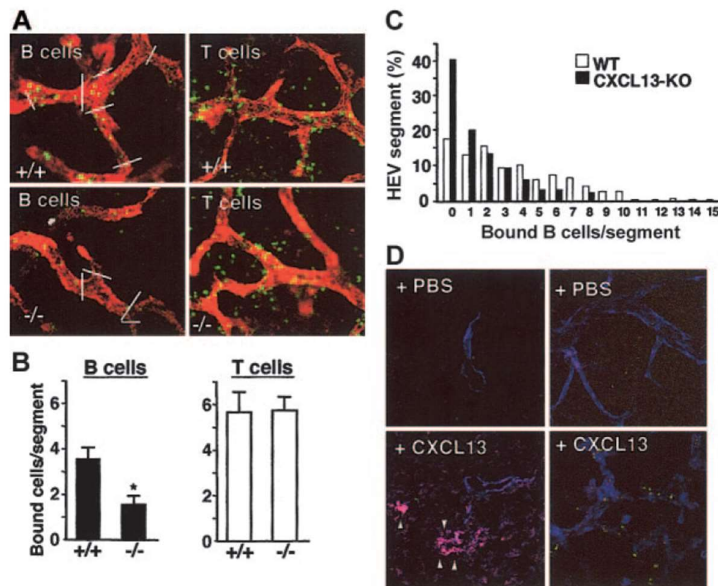 A
B cells
T cells
+/+
+/+
B cells
T cells
-/-
-/-
B
B cells
T cells
Bound cells/segment
6
4
2
0
*
6
4
2
0
+/+
-/-
+/+
-/-
C
WT
CXCL13-KO
HEV segment (%)
50
40
30
20
10
0
0 1 2 3 4 5 6 7 8 9 10 11 12 13 14 15
Bound B cells/segment
D
+ PBS
+ PBS
+ CXCL13
+ CXCL13